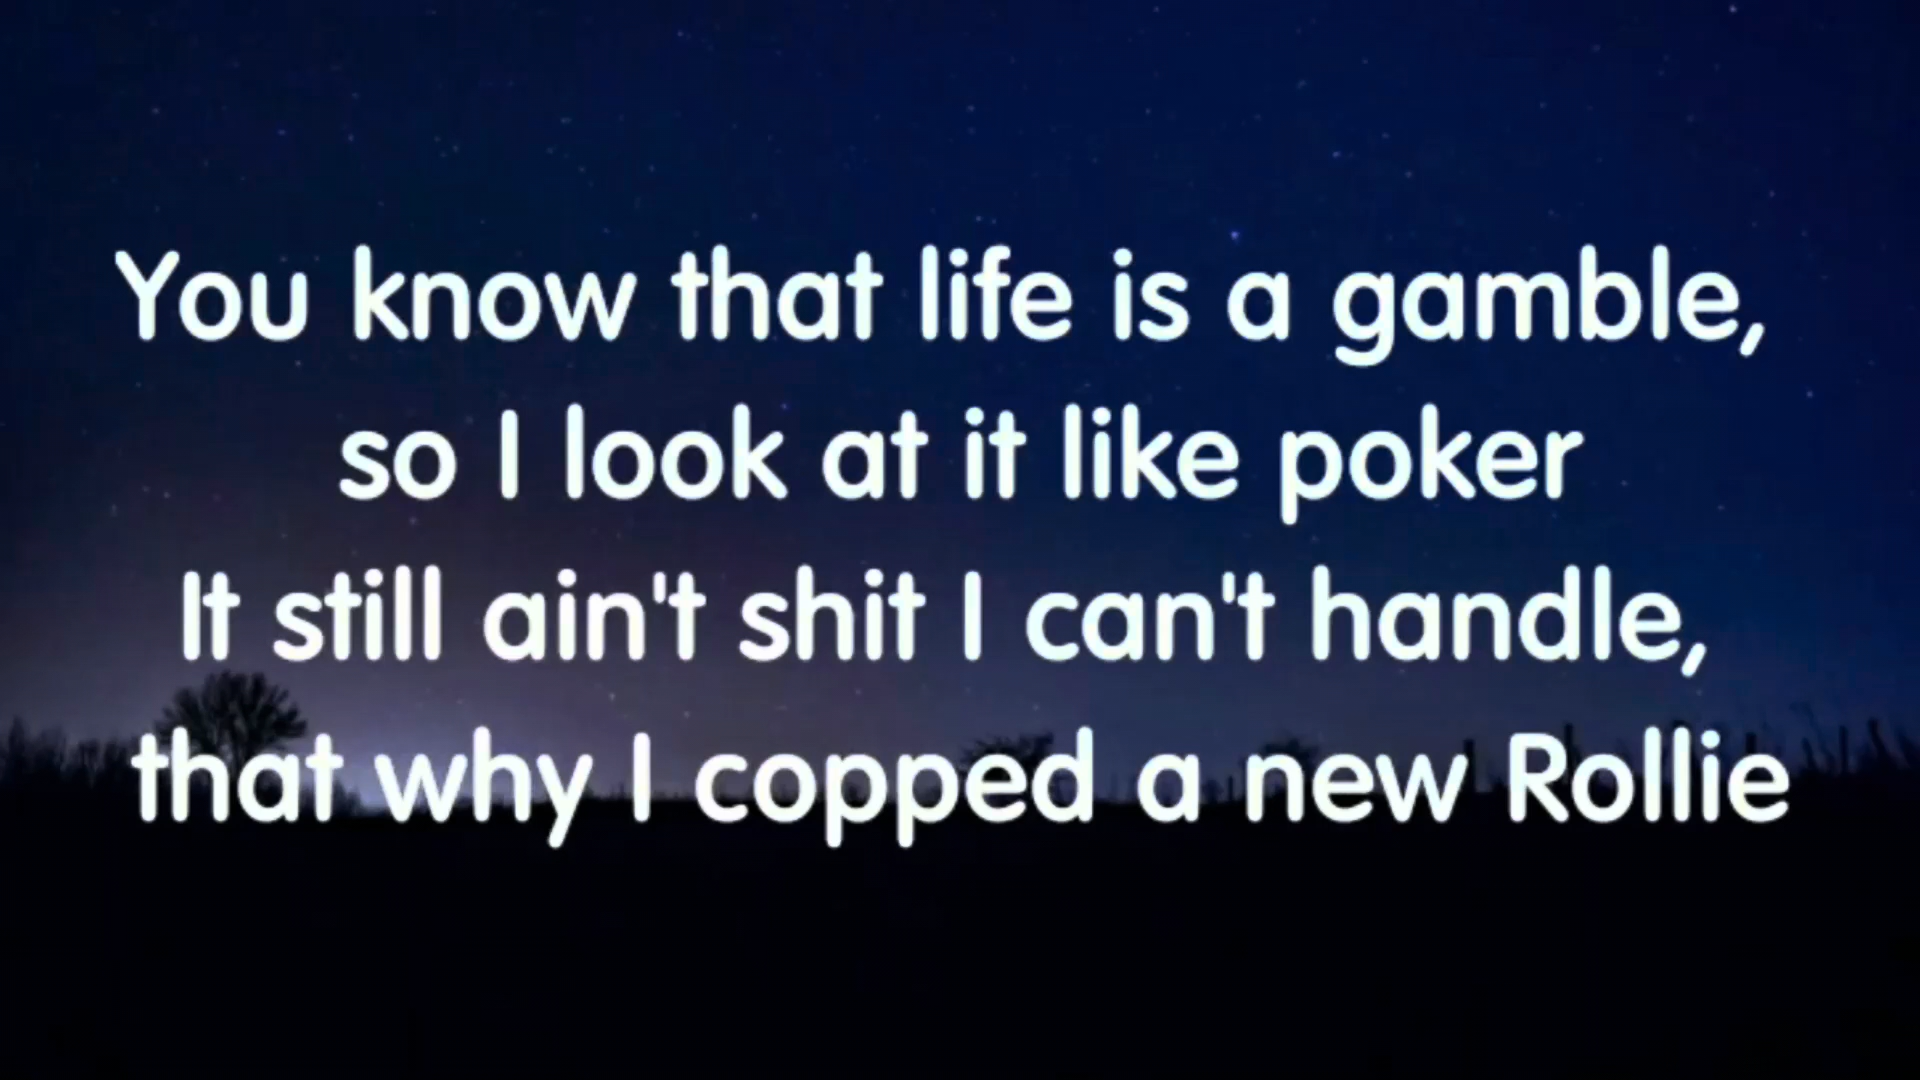 You know that life is a gamble,
so I look at it like poker
It still ain't shit I can't handle,
that why I copped a new Rollie